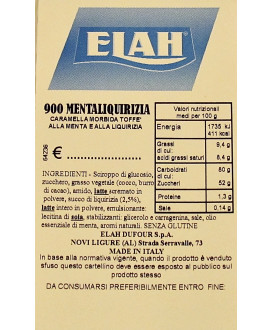 ELAH®
900 MENTALIQUIRIZIA
CARAMELLA MORBIDA TOFFE'
ALLA MENTA E ALLA LIQUIRIZIA
64236
€
Valori nutrizionali
medi per 100 g
Energia 1735 kJ
411 kcal
Grassi 9,4 g
di cui:
acidi grassi saturi 8,4 g
Carboidrati 80 g
di cui:
Zuccheri 52 g
Proteine 1,3 g
Sale 0,14 g
INGREDIENTI - Sciroppo di glucosio,
zucchero, grasso vegetale (cocco, burro
di cacao), amido, latte scremato in
polvere, succo di liquirizia (2,5%),
latte intero in polvere, emulsionante:
lecitina di soia, stabilizzanti: glicerolo e carragenina, sale, olio
essenziale di menta, aromi naturali. SENZA GLUTINE
ELAH DUFOUR S.p.A.
NOVI LIGURE (AL) Strada Serravalle, 73
MADE IN ITALY
In base alla normativa vigente, quando il prodotto è venduto
sfuso questo cartellino deve essere esposto al pubblico sul
prodotto stesso
DA CONSUMARSI PREFERIBILMENTE ENTRO FINE: